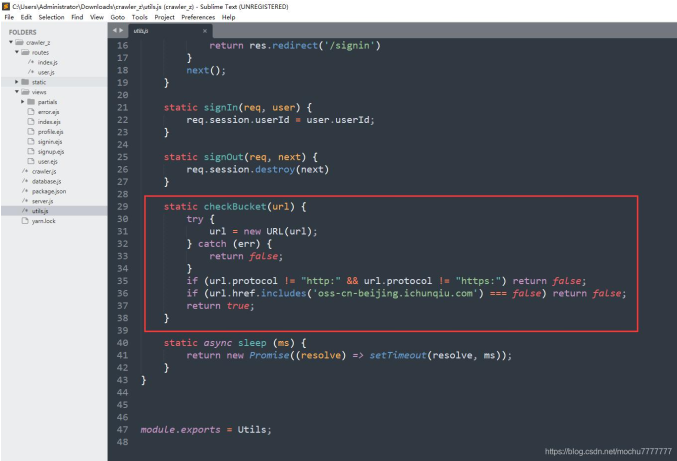 C:\Users\Administrator\Downloads\crawler_z\utils.js (crawler_z) - Sublime Text (UNREGISTERED)
File Edit Selection Find View Goto Tools Project Preferences Help
FOLDERS
crawler_z
routes
/* index.js
/* user.js
static
views
partials
error.ejs
index.ejs
profile.ejs
signin.ejs
signup.ejs
user.ejs
/* crawler.js
/* database.js
/* package.json
/* server.js
/* utils.js
yarn.lock
utils.js ×
16 return res.redirect('/signin')
17 }
18 next();
19 }
20
21 static signIn(req, user) {
22 req.session.userId = user.userId;
23 }
24
25 static signOut(req, next) {
26 req.session.destroy(next)
27 }
28
29 static checkBucket(url) {
30 try {
31 url = new URL(url);
32 } catch (err) {
33 return false;
34 }
35 if (url.protocol != "http:" && url.protocol != "https:") return false;
36 if (url.href.includes('oss-cn-beijing.ichunqiu.com') === false) return false;
37 return true;
38 }
39
40 static async sleep (ms) {
41 return new Promise((resolve) => setTimeout(resolve, ms));
42 }
43 }
44
45
46
47 module.exports = Utils;
48
https://blog.csdn.net/mochu7777777